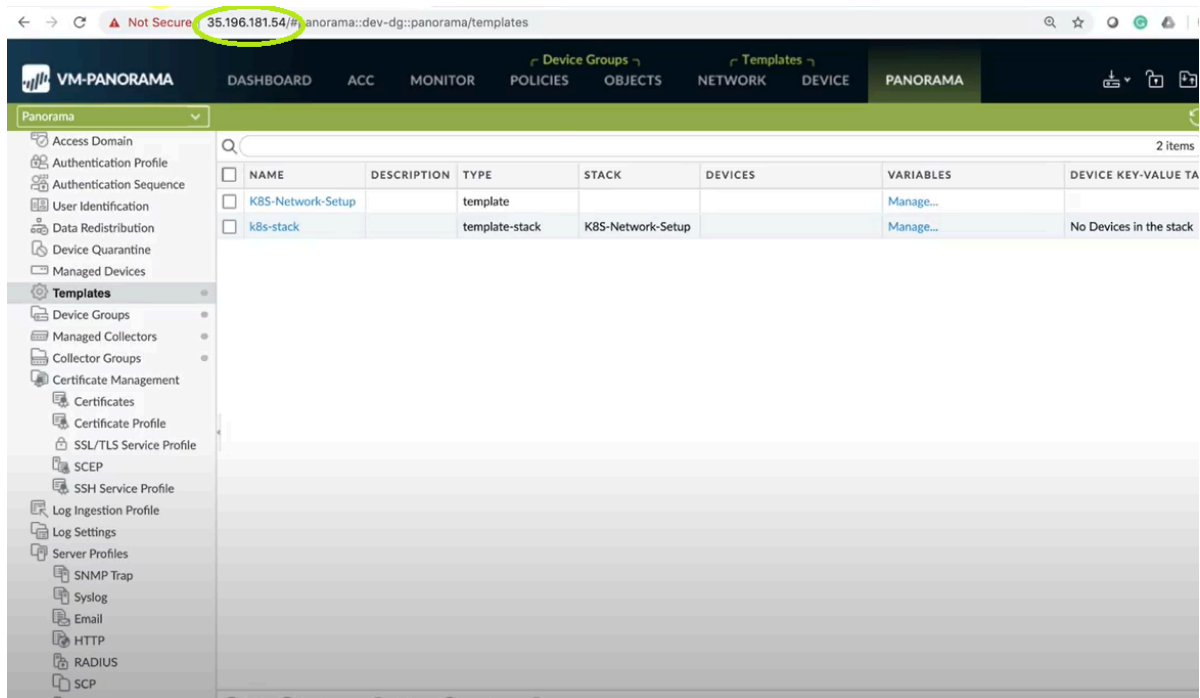 Not Secure 35.196.181.54/#panorama::dev-dg::panorama/templates
VM-PANORAMA
DASHBOARD ACC MONITOR
Device Groups
POLICIES OBJECTS
Templates
NETWORK DEVICE
PANORAMA
Panorama
2 items
Access Domain
Authentication Profile
Authentication Sequence
User Identification
Data Redistribution
Device Quarantine
Managed Devices
Templates
Device Groups
Managed Collectors
Collector Groups
Certificate Management
Certificates
Certificate Profile
SSL/TLS Service Profile
SCEP
SSH Service Profile
Log Ingestion Profile
Log Settings
Server Profiles
SNMP Trap
Syslog
Email
HTTP
RADIUS
SCP
NAME DESCRIPTION TYPE STACK DEVICES VARIABLES DEVICE KEY-VALUE TA
K8S-Network-Setup template Manage...
k8s-stack template-stack K8S-Network-Setup Manage... No Devices in the stack